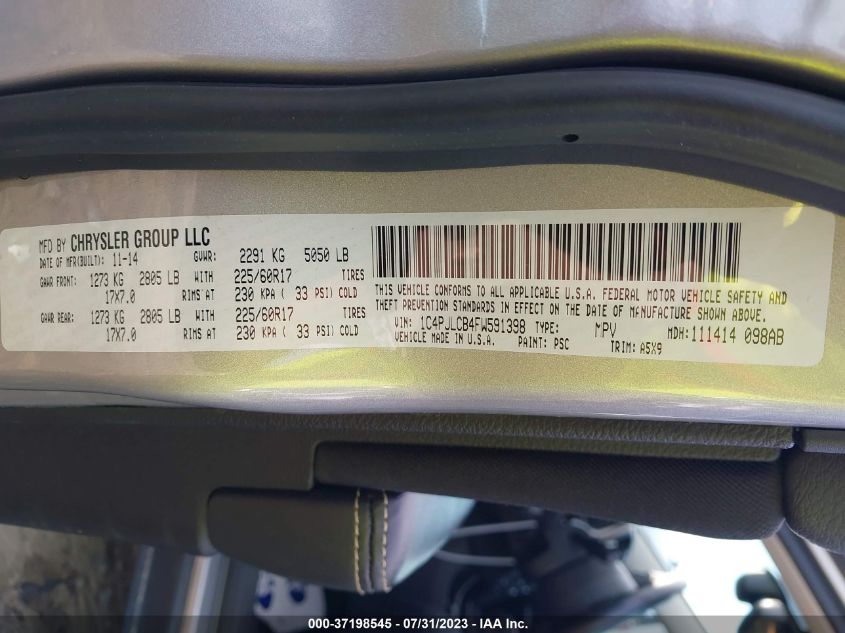 MFD BY CHRYSLER GROUP LLC
DATE OF MFR(BUILT): 11-14 GVWR: 2291 KG 5050 LB
GAWR FRONT: 1273 KG 2805 LB WITH 225/60R17 TIRES
17X7.0 RIMS AT 230 KPA ( 33 PSI) COLD
GAWR REAR: 1273 KG 2805 LB WITH 225/60R17 TIRES
17X7.0 RIMS AT 230 KPA ( 33 PSI) COLD
THIS VEHICLE CONFORMS TO ALL APPLICABLE U.S.A. FEDERAL MOTOR VEHICLE SAFETY AND
THEFT PREVENTION STANDARDS IN EFFECT ON THE DATE OF MANUFACTURE SHOWN ABOVE.
VIN: 1C4PJLCB4FW591398 TYPE: MPV MDH: 111414 098AB
VEHICLE MADE IN U.S.A. PAINT: PSC TRIM: A5X9
000-37198545 - 07/31/2023 - IAA Inc.